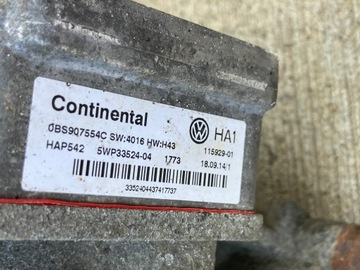 Continental
HA1
0BS907554C SW:4016 HW:H43
115929-01
HAP542 5WP33524-04 1773
18.09.14/1
3352404437417737